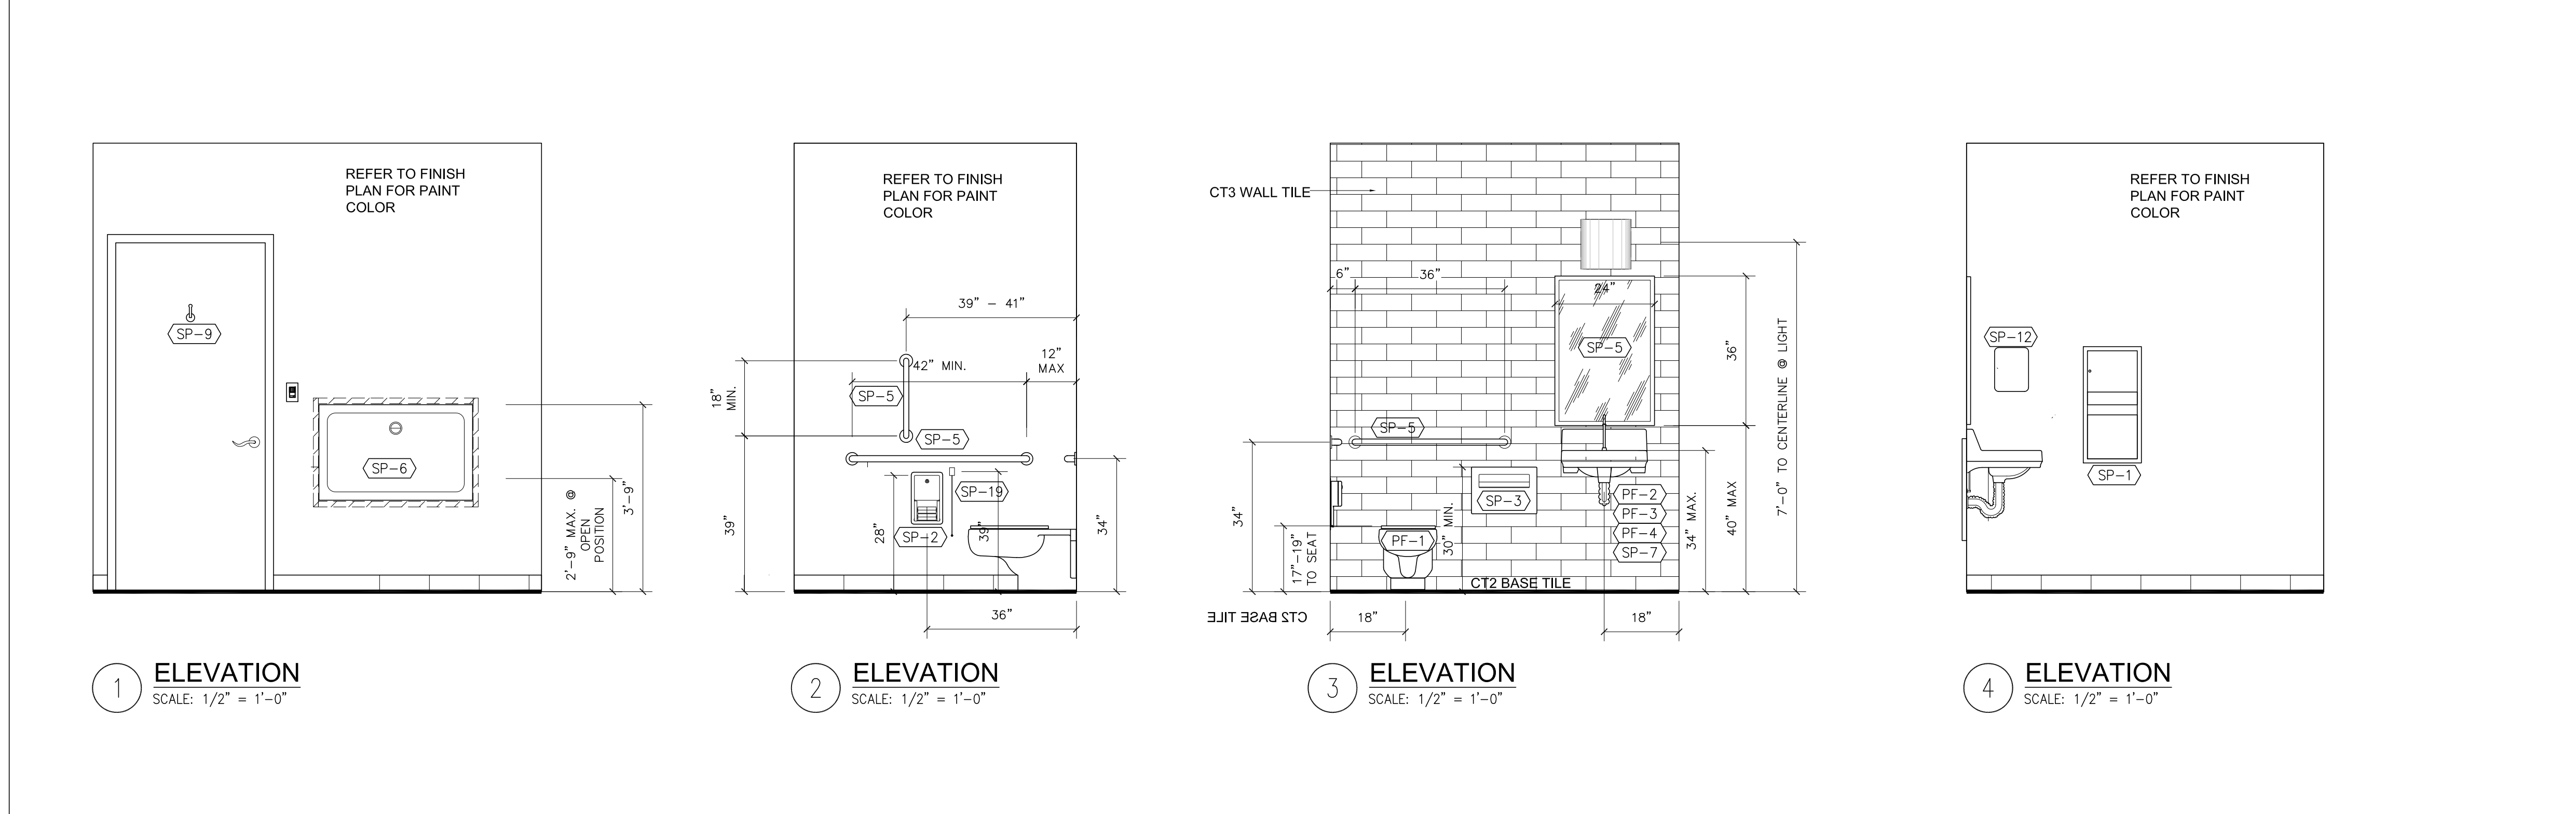 REFER TO FINISH
PLAN FOR PAINT
COLOR
SP-9
SP-6
2'-9" MAX. @
OPEN
POSITION
3'-9"
1
ELEVATION
SCALE: 1/2" = 1'-0"
REFER TO FINISH
PLAN FOR PAINT
COLOR
39" - 41"
12"
MAX
42" MIN.
18"
MIN.
SP-5
SP-5
SP-19
SP-2
28"
39"
39"
34"
36"
2
ELEVATION
SCALE: 1/2" = 1'-0"
CT3 WALL TILE
6"
36"
24"
SP-5
SP-5
SP-3
PF-2
PF-3
PF-4
SP-7
PF-1
34"
17"-19"
TO SEAT
30" MIN.
34" MAX.
36"
40" MAX
7'-0" TO CENTERLINE @ LIGHT
CT2 BASE TILE
CT2 BASE TILE
18"
18"
3
ELEVATION
SCALE: 1/2" = 1'-0"
REFER TO FINISH
PLAN FOR PAINT
COLOR
SP-12
SP-1
4
ELEVATION
SCALE: 1/2" = 1'-0"